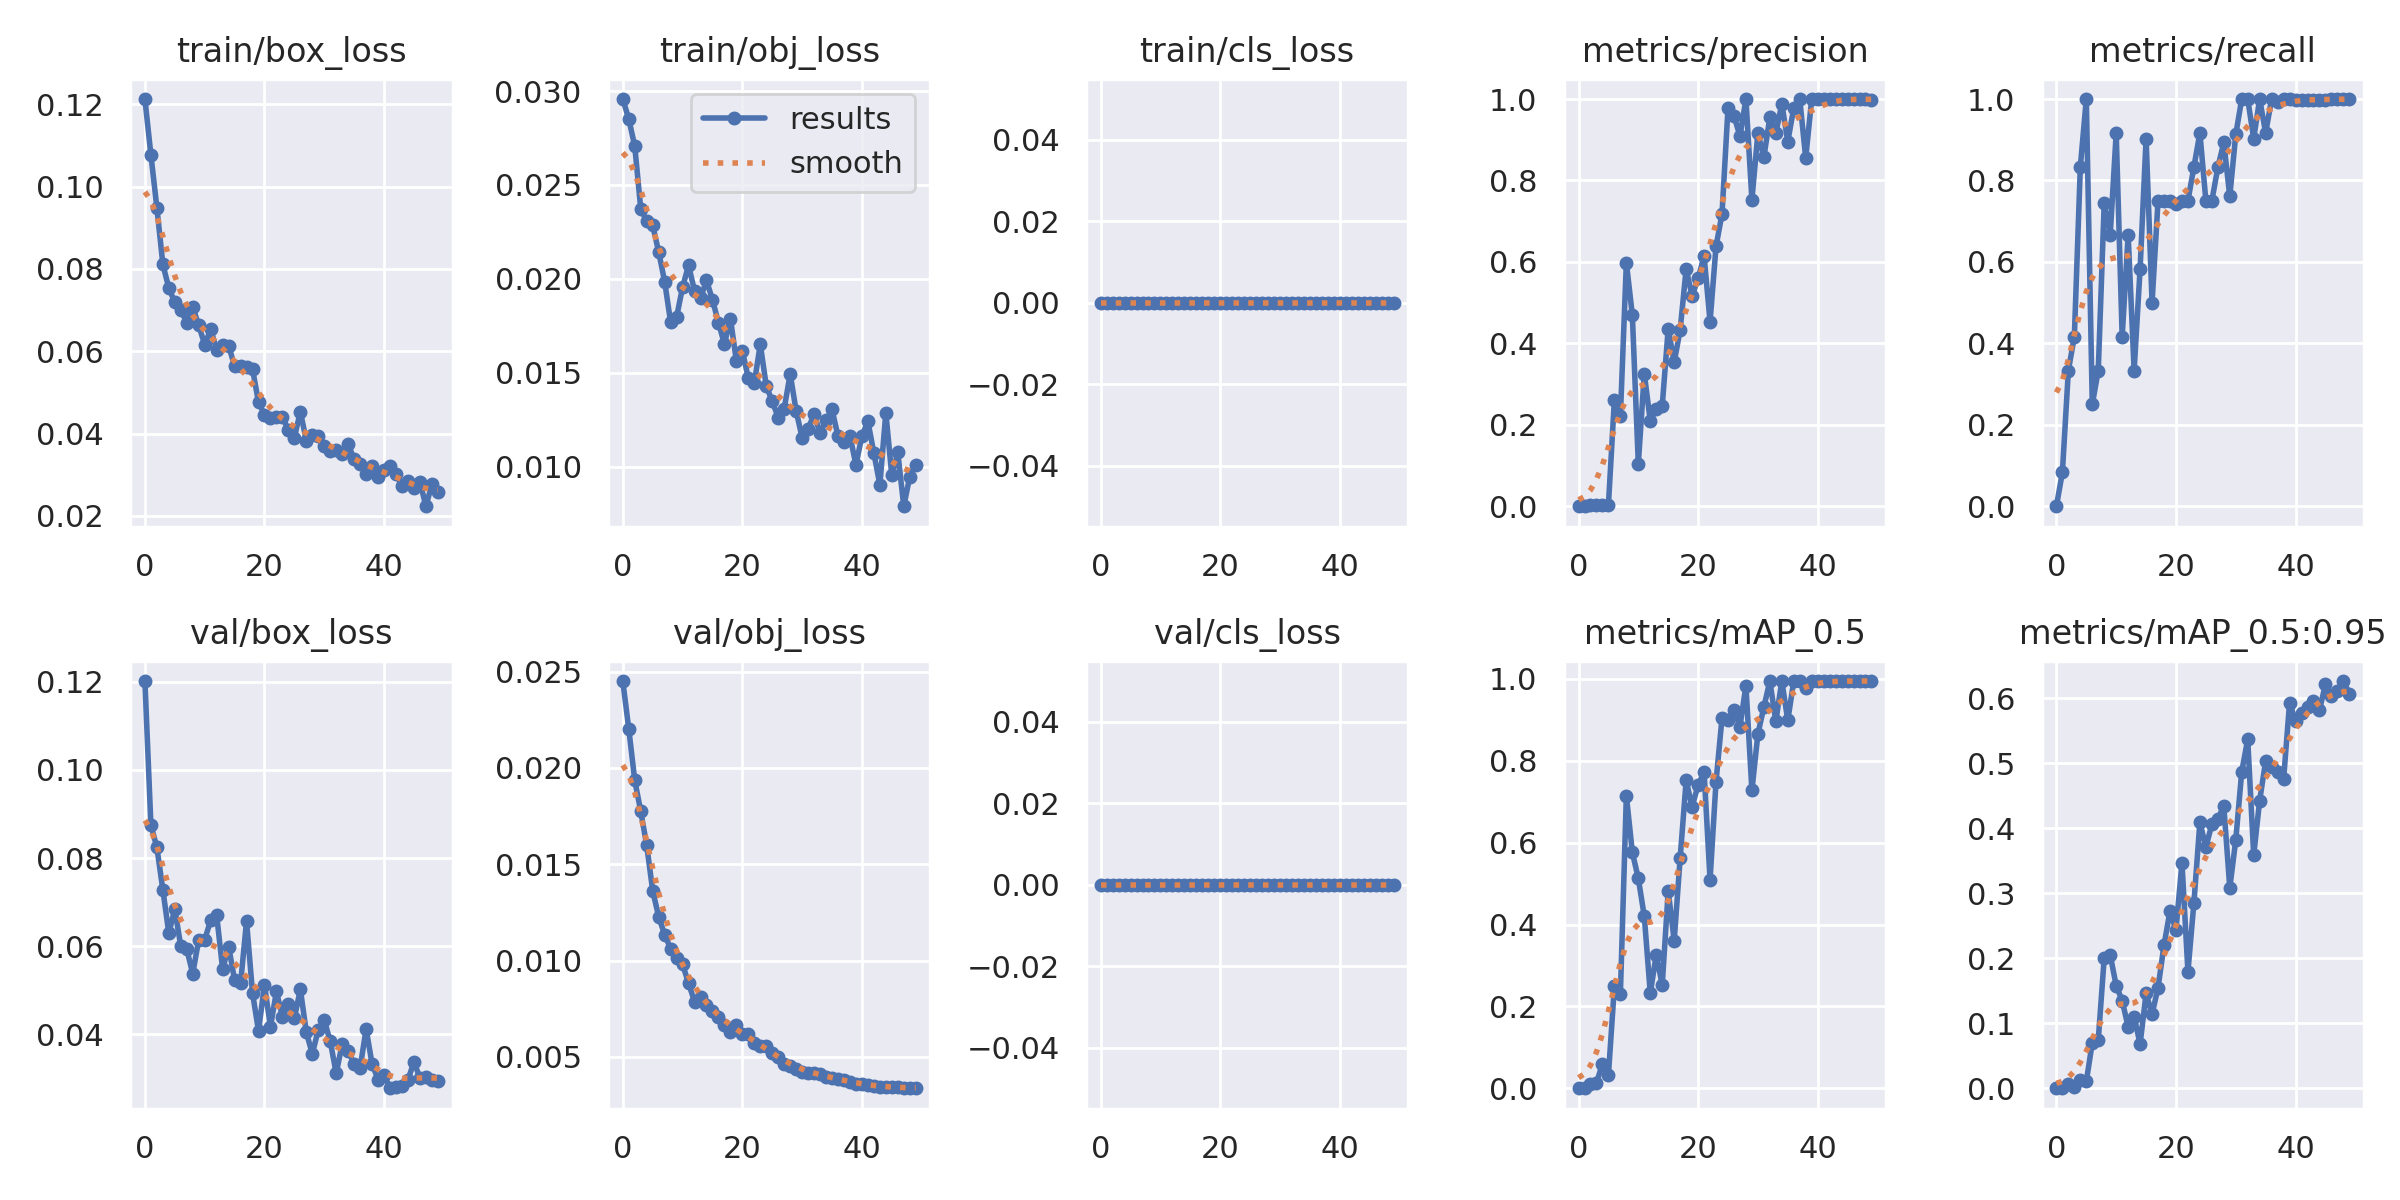 train/box_loss
0.12
0.10
0.08
0.06
0.04
0.02
0 20 40
train/obj_loss
results
smooth
0.030
0.025
0.020
0.015
0.010
0 20 40
train/cls_loss
0.04
0.02
0.00
−0.02
−0.04
0 20 40
metrics/precision
1.0
0.8
0.6
0.4
0.2
0.0
0 20 40
metrics/recall
1.0
0.8
0.6
0.4
0.2
0.0
0 20 40
val/box_loss
0.12
0.10
0.08
0.06
0.04
0 20 40
val/obj_loss
0.025
0.020
0.015
0.010
0.005
0 20 40
val/cls_loss
0.04
0.02
0.00
−0.02
−0.04
0 20 40
metrics/mAP_0.5
1.0
0.8
0.6
0.4
0.2
0.0
0 20 40
metrics/mAP_0.5:0.95
0.6
0.5
0.4
0.3
0.2
0.1
0.0
0 20 40